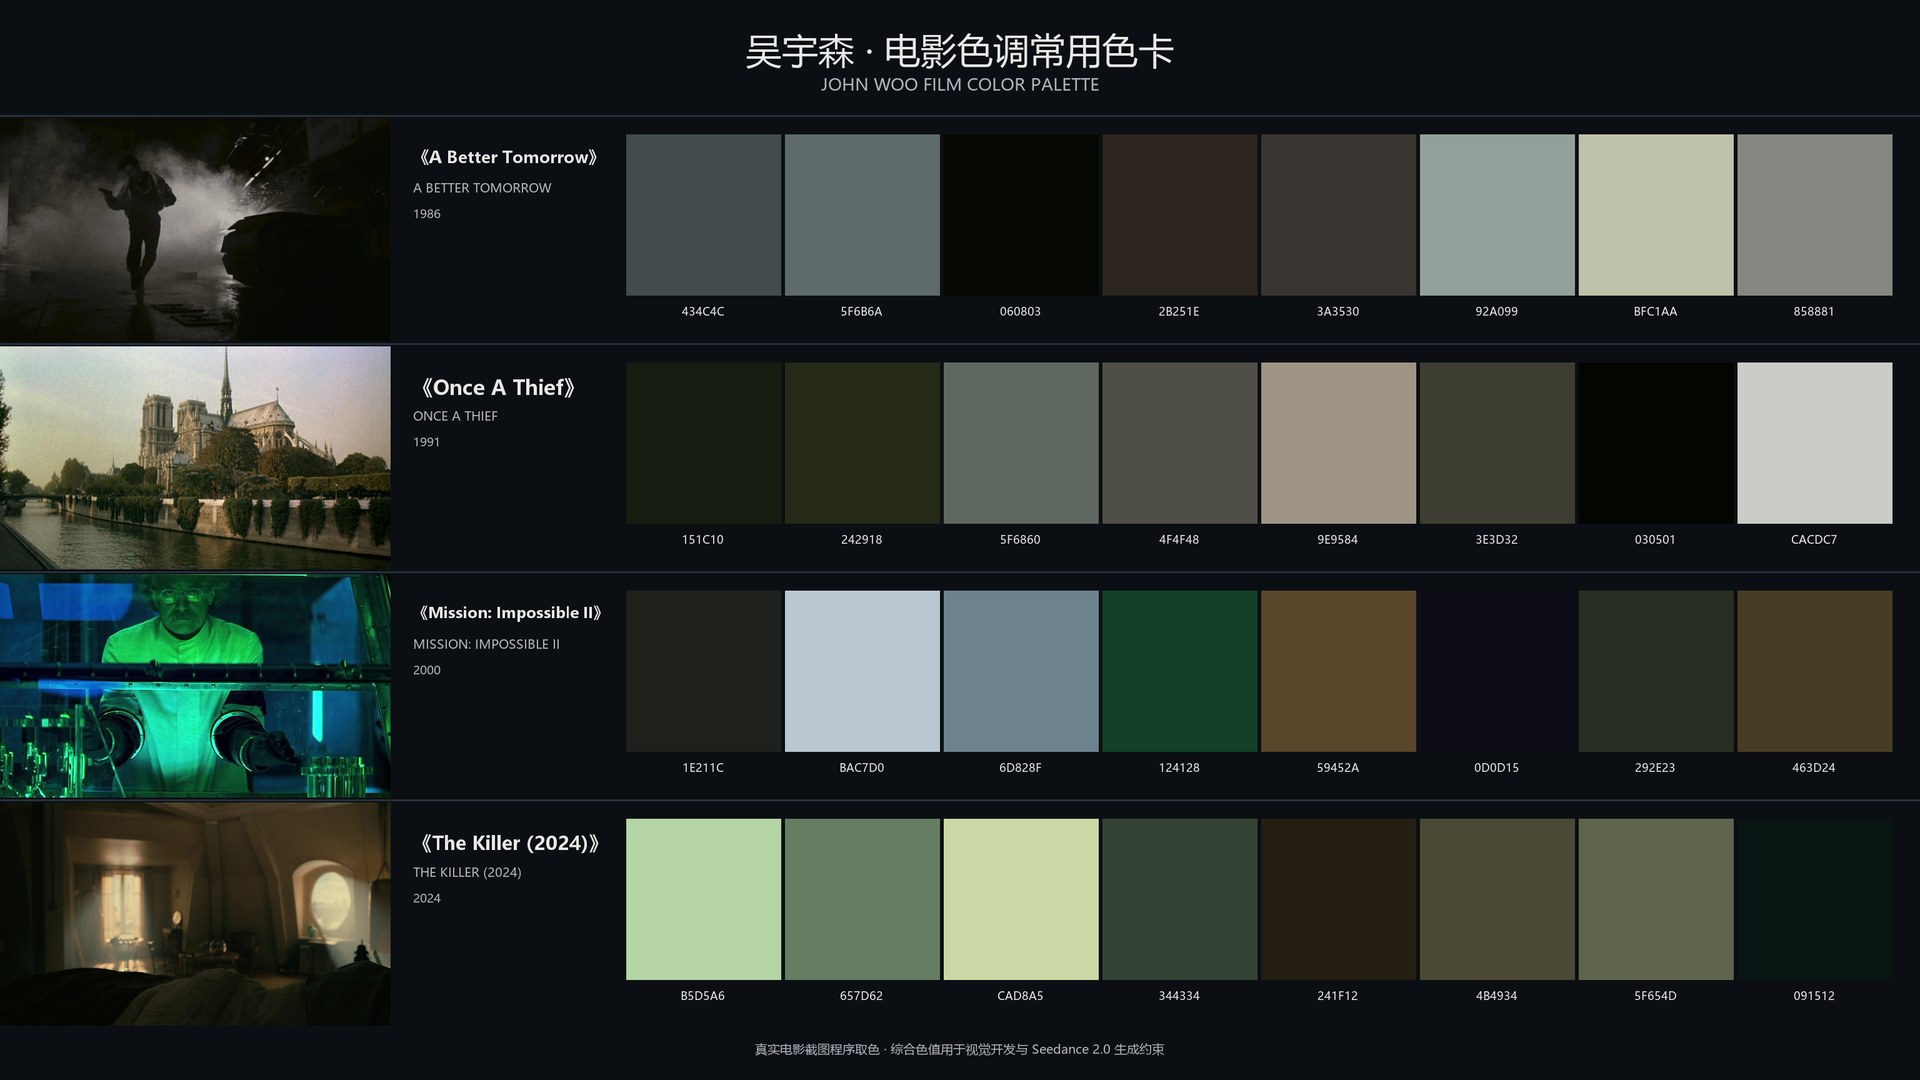 吴宇森 · 电影色调常用色卡
JOHN WOO FILM COLOR PALETTE
《A Better Tomorrow》
A BETTER TOMORROW
1986
434C4C 5F6B6A 060803 2B251E 3A3530 92A099 BFC1AA 858881
《Once A Thief》
ONCE A THIEF
1991
151C10 242918 5F6860 4F4F48 9E9584 3E3D32 030501 CACDC7
《Mission: Impossible II》
MISSION: IMPOSSIBLE II
2000
1E211C BAC7D0 6D828F 124128 59452A 0D0D15 292E23 463D24
《The Killer (2024)》
THE KILLER (2024)
2024
B5D5A6 657D62 CAD8A5 344334 241F12 4B4934 5F654D 091512
真实电影截图程序取色 · 综合色值用于视觉开发与 Seedance 2.0 生成约束